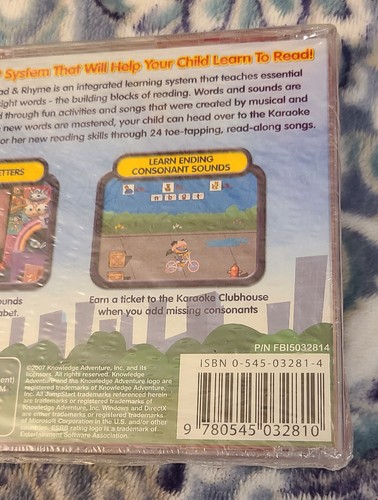 System That Will Help Your Child Learn To Read!
ad & Rhyme is an integrated learning system that teaches essential
ight words - the building blocks of reading. Words and sounds are
d through fun activities and songs that were created by musical and
new words are mastered, your child can head over to the Karaoke
or her new reading skills through 24 toe-tapping, read-along songs.
ETTERS
LEARN ENDING
CONSONANT SOUNDS
n b u t
ounds
abet.
Earn a ticket to the Karaoke Clubhouse
when you add missing consonants
P/N FBI5032814
ISBN 0-545-03281-4
9 780545 032810
©2007 Knowledge Adventure, Inc. and its
licensors. All rights reserved. Knowledge
Adventure and the Knowledge Adventure logo are
registered trademarks of Knowledge Adventure,
Inc. All JumpStart trademarks referenced herein
are trademarks or registered trademarks of
Knowledge Adventure, Inc. Windows and DirectX
are either trademarks or registered trademarks
of Microsoft Corporation in the U.S. and/or other
countries. ESRB rating logo is a trademark of
Entertainment Software Association.